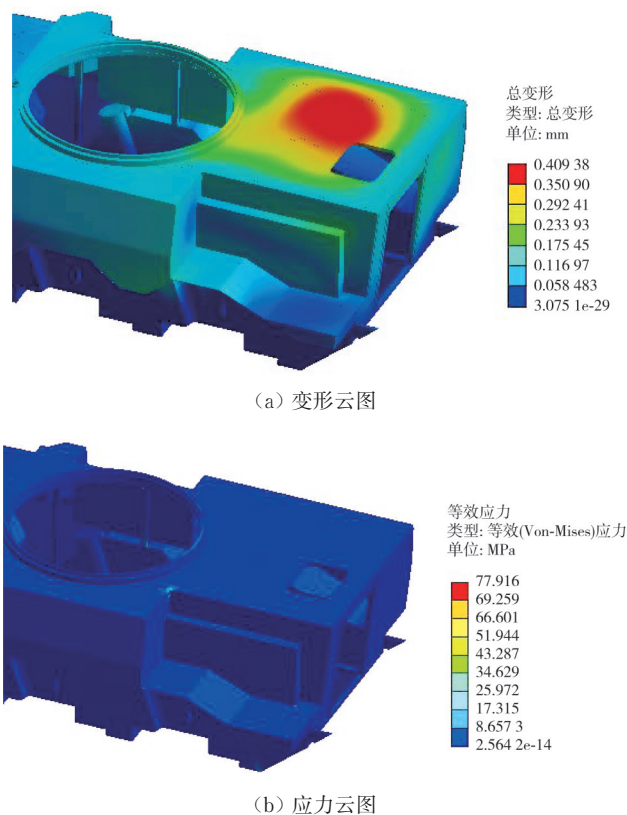 总变形
类型: 总变形
单位: mm
0.409 38
0.350 90
0.292 41
0.233 93
0.175 45
0.116 97
0.058 483
3.075 1e-29
(a) 变形云图
等效应力
类型: 等效(Von-Mises)应力
单位: MPa
77.916
69.259
66.601
51.944
43.287
34.629
25.972
17.315
8.657 3
2.564 2e-14
(b) 应力云图